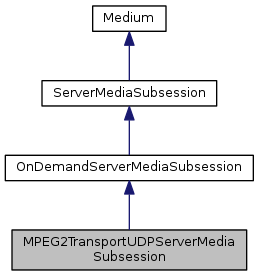 Medium
ServerMediaSubsession
OnDemandServerMediaSubsession
MPEG2TransportUDPServerMedia
Subsession